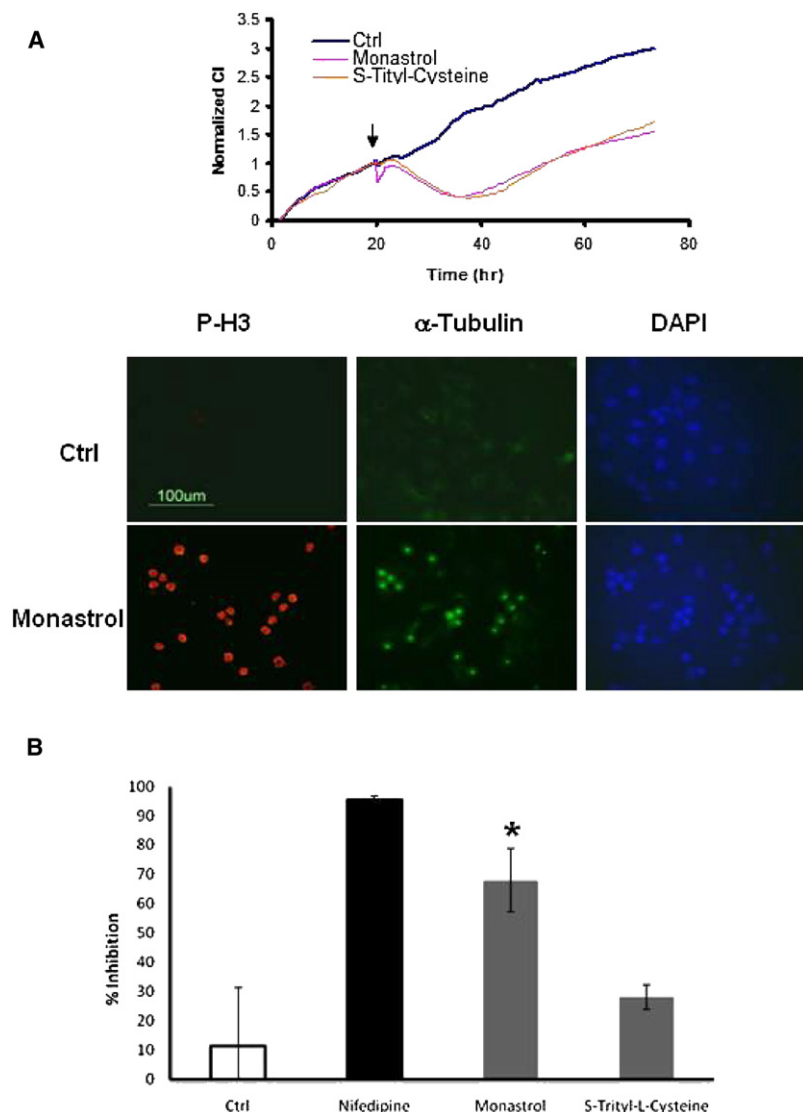 A
Normalized CI
3.5
3
2.5
2
1.5
1
0.5
0
Ctrl
Monastrol
S-Tityl-Cysteine
0 20 40 60 80
Time (hr)
P-H3 α-Tubulin DAPI
Ctrl
100um
Monastrol
B
% Inhibition
100
90
80
70
60
50
40
30
20
10
0
*
Ctrl Nifedipine Monastrol S-Trityl-L-Cysteine